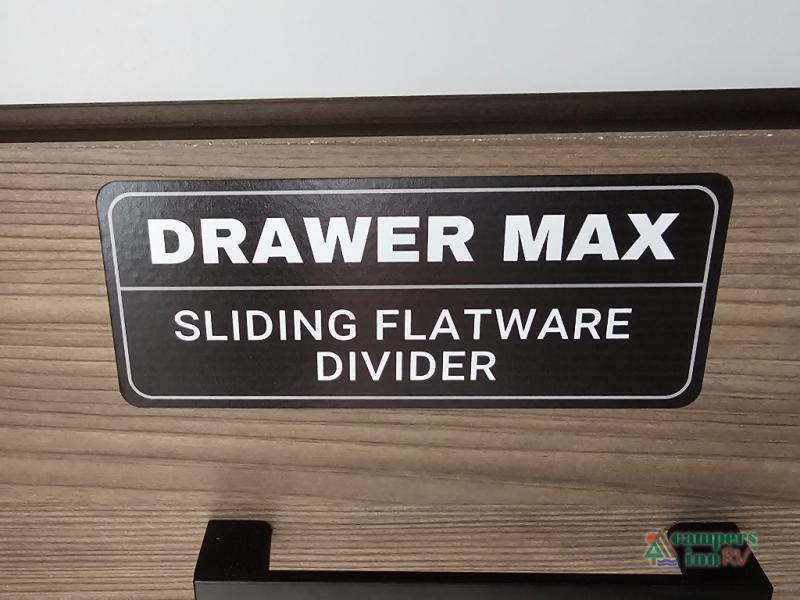 DRAWER MAX
SLIDING FLATWARE
DIVIDER
campers
inn RV